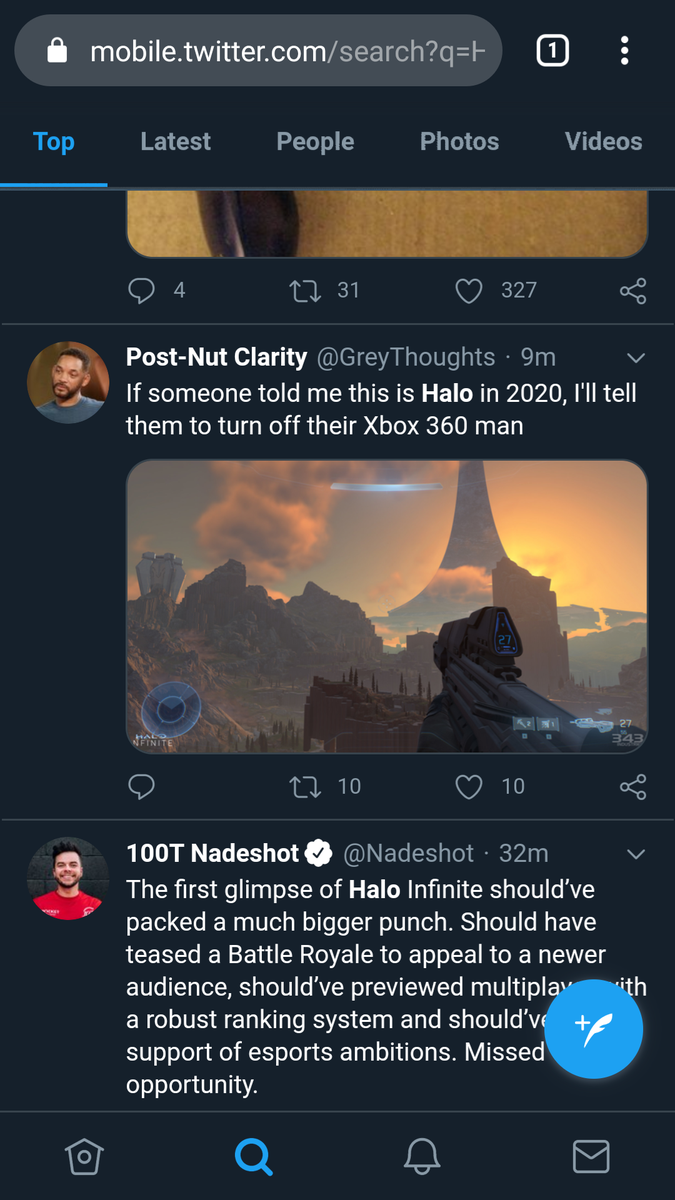 mobile.twitter.com/search?q=H
1
Top Latest People Photos Videos
4 31 327
Post-Nut Clarity @GreyThoughts · 9m
If someone told me this is Halo in 2020, I'll tell
them to turn off their Xbox 360 man
27
27
HALO
INFINITE
343
10 10
100T Nadeshot @Nadeshot · 32m
The first glimpse of Halo Infinite should’ve
packed a much bigger punch. Should have
teased a Battle Royale to appeal to a newer
audience, should’ve previewed multiplay with
a robust ranking system and should’ve
support of esports ambitions. Missed
opportunity.